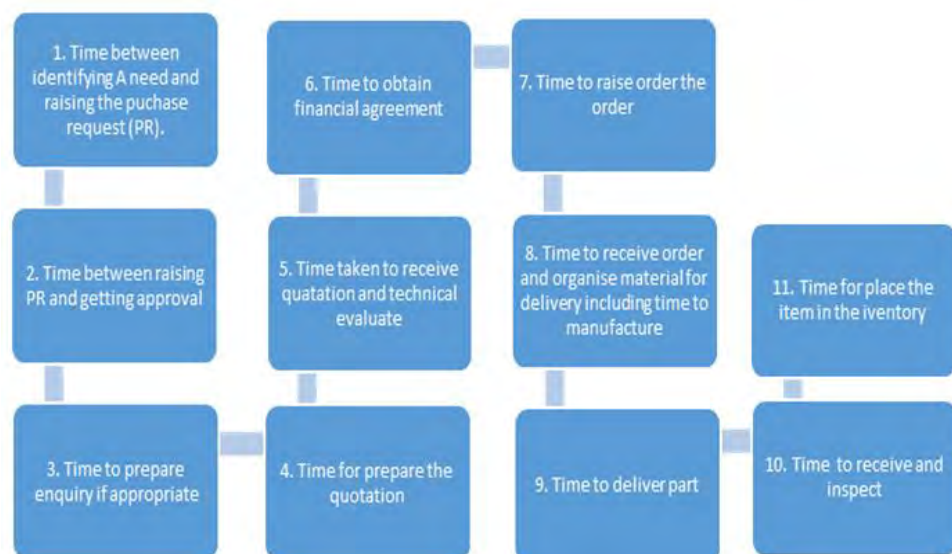 1. Time between
identifying A need and
raising the puchase
request (PR).
2. Time between raising
PR and getting approval
3. Time to prepare
enquiry if appropriate
4. Time for prepare the
quotation
5. Time taken to receive
quatation and technical
evaluate
6. Time to obtain
financial agreement
7. Time to raise order the
order
8. Time to receive order
and organise material for
delivery including time to
manufacture
9. Time to deliver part
10. Time to receive and
inspect
11. Time for place the
item in the iventory